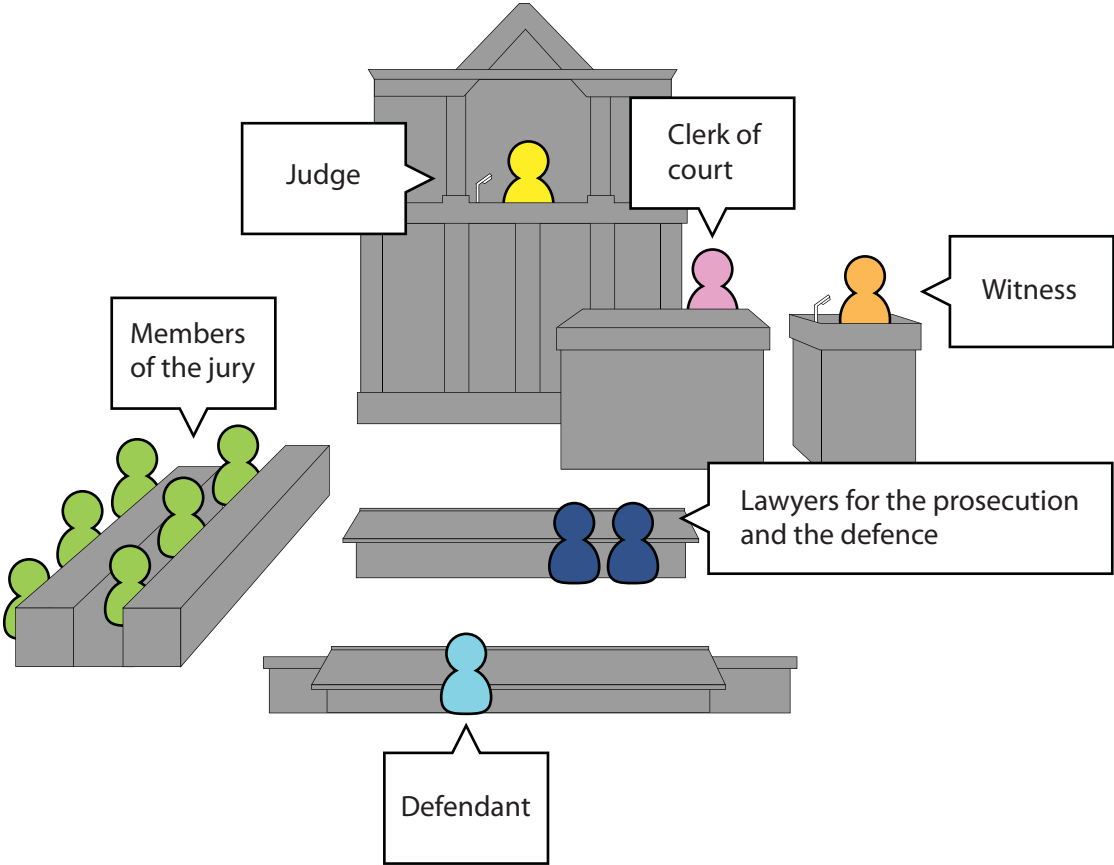 Judge
Clerk of
court
Witness
Members
of the jury
Lawyers for the prosecution
and the defence
Defendant